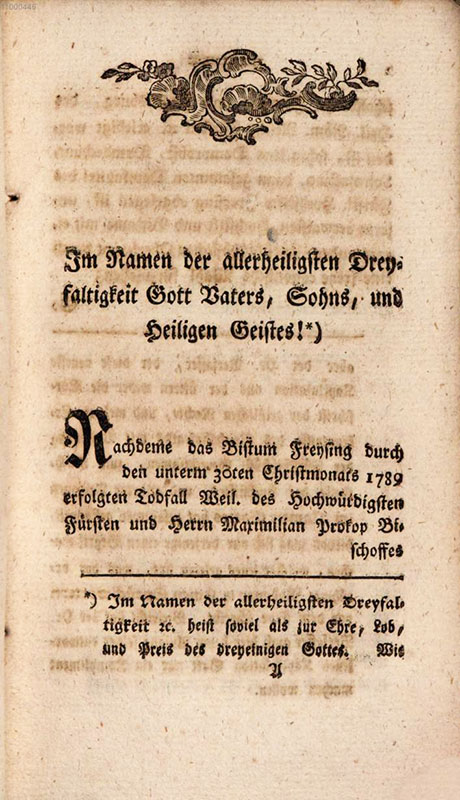 Im Namen der allerheiligsten Drey-
faltigkeit Gott Vaters, Sohns, und
Heiligen Geistes!*)
Nachdeme das Bistum Freysing durch
den unterm 30ten Christmonats 1789
erfolgten Todfall Weil. des Hochwürdigsten
Fürsten und Herrn Maximilian Prokop Bi-
schoffes
*) Im Namen der allerheiligsten Dreyfal-
tigkeit ꝛc. heist soviel als zur Ehre, Lob,
und Preis des dreyeinigen Gottes. Wie
A